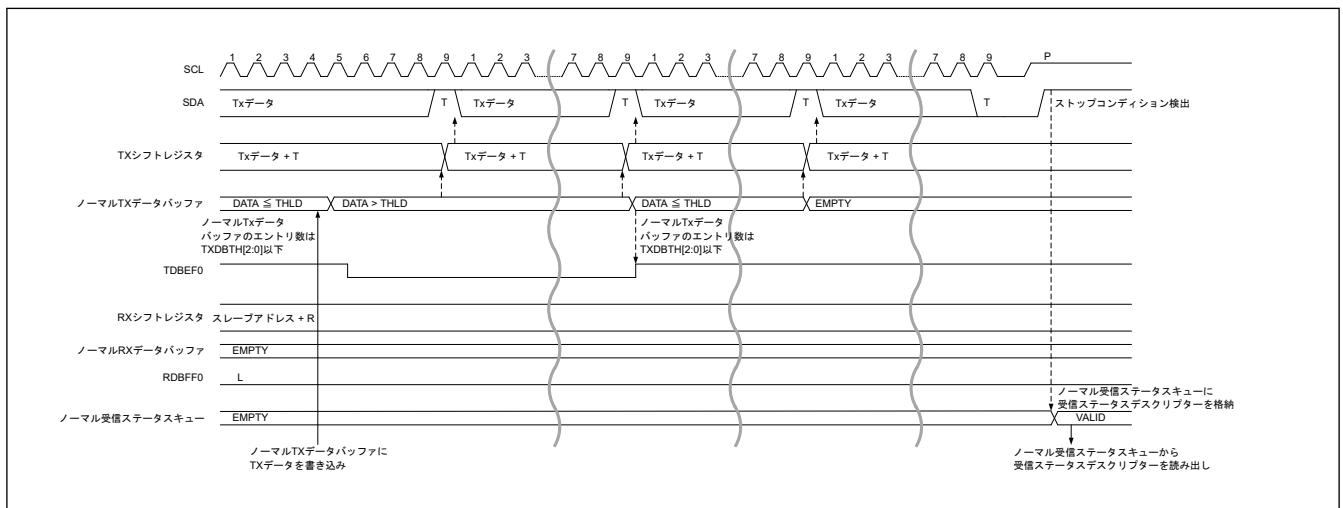 1 2 3 4 5 6 7 8 9 1 2 3 7 8 9 1 2 3 7 8 9 1 2 3 7 8 9 P
SCL
SDA Txデータ T Txデータ T Txデータ T Txデータ T ストップコンディション検出
TXシフトレジスタ Txデータ + T Txデータ + T Txデータ + T Txデータ + T
ノーマルTXデータバッファ DATA ≦ THLD DATA > THLD DATA ≦ THLD EMPTY
ノーマルTxデータ
バッファのエントリ数は
TXDBTH[2:0]以下
ノーマルTxデータ
バッファのエントリ数は
TXDBTH[2:0]以下
TDBEF0
RXシフトレジスタ スレーブアドレス + R
ノーマルRXデータバッファ EMPTY
RDBFF0 L
ノーマル受信ステータスキューに
受信ステータスデスクリプターを格納
ノーマル受信ステータスキュー EMPTY VALID
ノーマルTXデータバッファに
TXデータを書き込み
ノーマル受信ステータスキューから
受信ステータスデスクリプターを読み出し